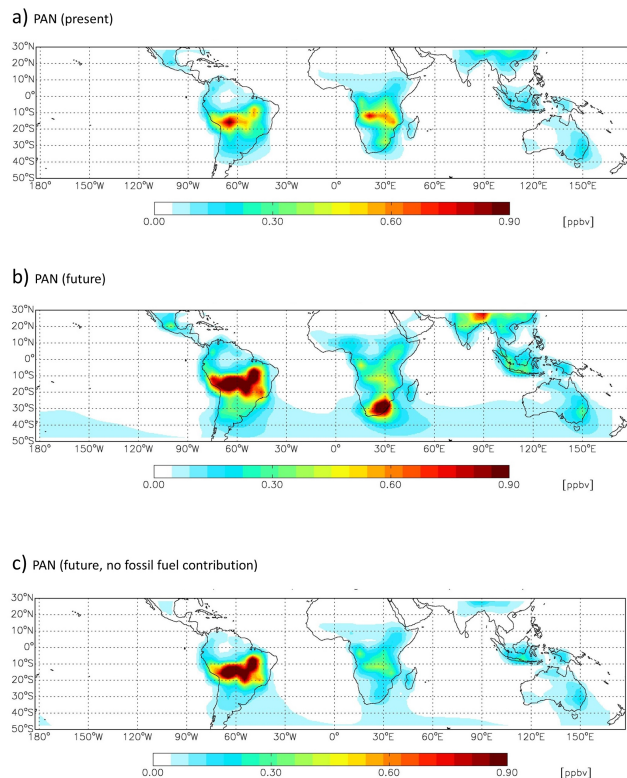 a) PAN (present)
30°N
20°N
10°N
0°
10°S
20°S
30°S
40°S
50°S
180° 150°W 120°W 90°W 60°W 30°W 0° 30°E 60°E 90°E 120°E 150°E
0.00 0.30 0.60 0.90 [ppbv]
b) PAN (future)
30°N
20°N
10°N
0°
10°S
20°S
30°S
40°S
50°S
180° 150°W 120°W 90°W 60°W 30°W 0° 30°E 60°E 90°E 120°E 150°E
0.00 0.30 0.60 0.90 [ppbv]
c) PAN (future, no fossil fuel contribution)
30°N
20°N
10°N
0°
10°S
20°S
30°S
40°S
50°S
180° 150°W 120°W 90°W 60°W 30°W 0° 30°E 60°E 90°E 120°E 150°E
0.00 0.30 0.60 0.90 [ppbv]